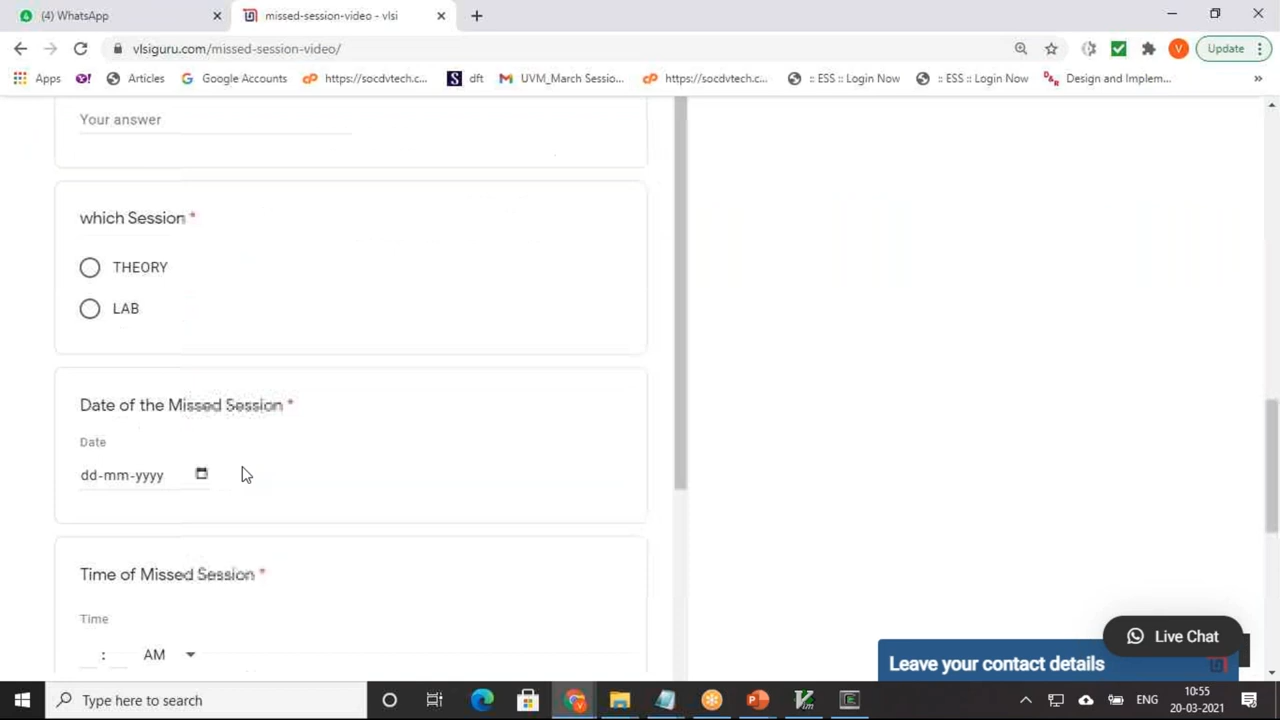 (4) WhatsApp
missed-session-video - vlsi
vlsiguru.com/missed-session-video/
V
Update
Apps
Articles
Google Accounts
https://socdvtech.c...
S
dft
UVM_March Sessio...
https://socdvtech.c...
:: ESS :: Login Now
:: ESS :: Login Now
Design and Implem...
»
Your answer
which Session *
THEORY
LAB
Date of the Missed Session *
Date
dd-mm-yyyy
Time of Missed Session *
Time
: AM
Live Chat
Leave your contact details
Type here to search
ENG
10:55
20-03-2021